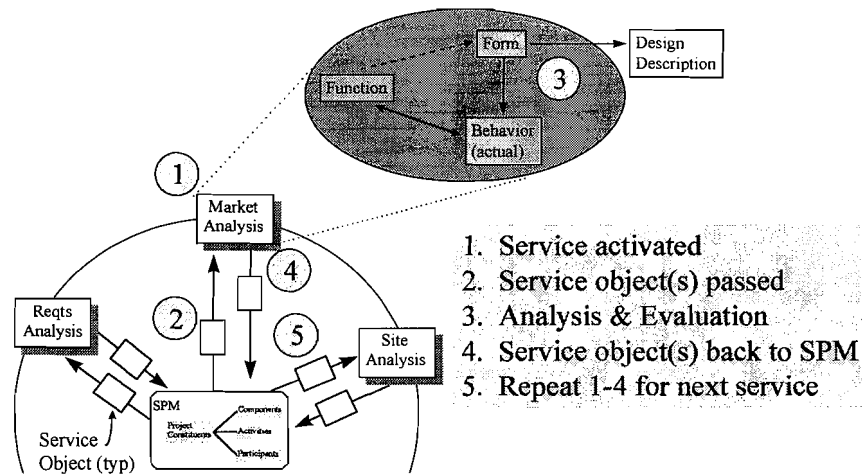 Form
Design
Description
3
Function
Behavior
(actual)
1
Market
Analysis
4
Reqts
Analysis
2
5
Site
Analysis
SPM
Project
Constituents
Components
Activities
Participants
Service
Object (typ)
1. Service activated
2. Service object(s) passed
3. Analysis & Evaluation
4. Service object(s) back to SPM
5. Repeat 1-4 for next service